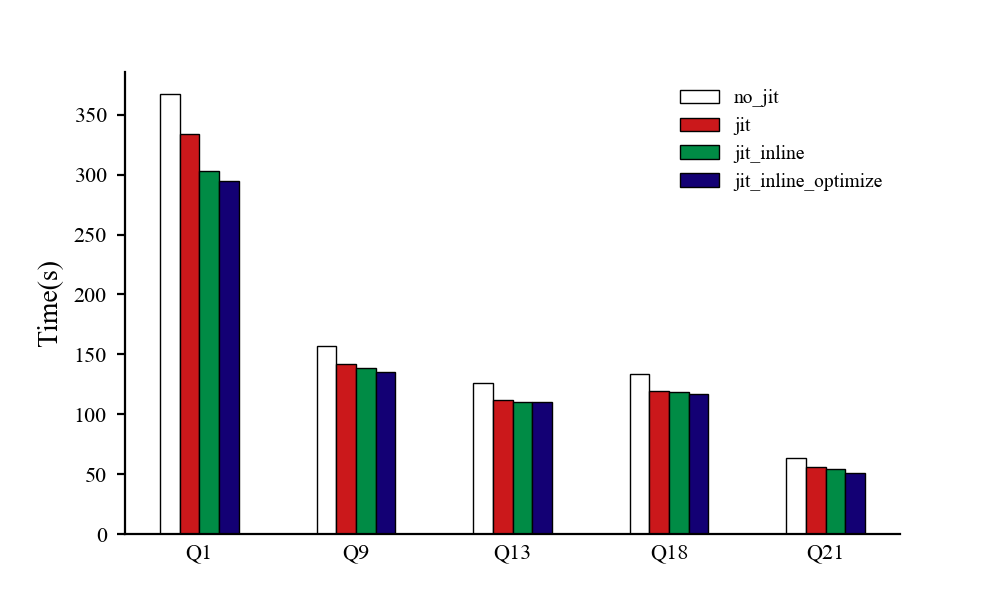 350
300
250
200
150
100
50
0
Time(s)
no_jit
jit
jit_inline
jit_inline_optimize
Q1 Q9 Q13 Q18 Q21